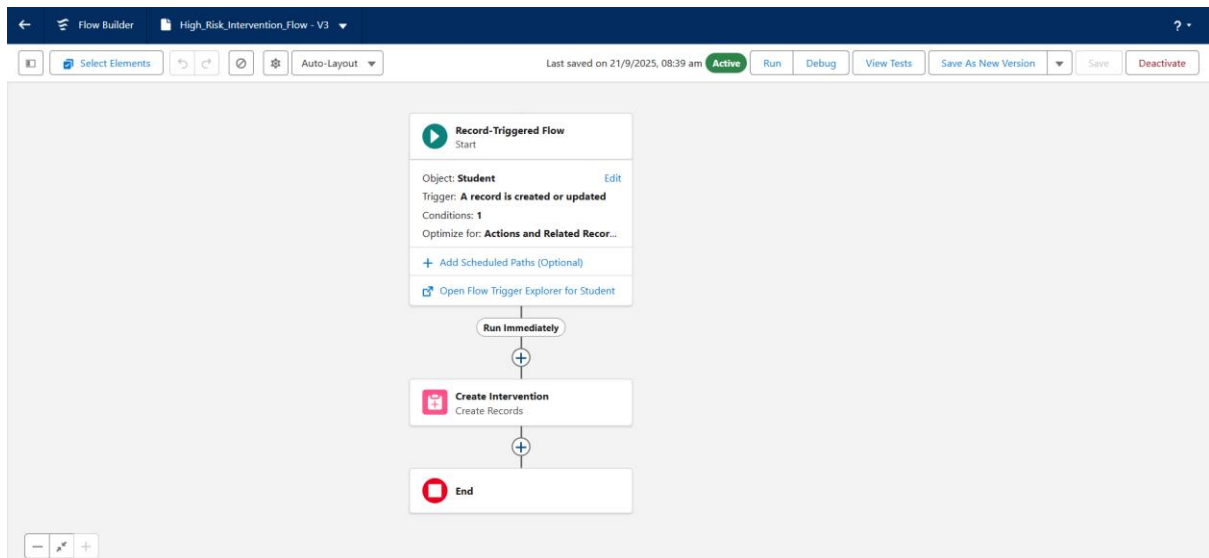 Flow Builder High_Risk_Intervention_Flow - V3 ?
Select Elements Auto-Layout Last saved on 21/9/2025, 08:39 am Active Run Debug View Tests Save As New Version Save Deactivate
Record-Triggered Flow
Start
Object: Student Edit
Trigger: A record is created or updated
Conditions: 1
Optimize for: Actions and Related Recor...
+ Add Scheduled Paths (Optional)
Open Flow Trigger Explorer for Student
Run Immediately
Create Intervention
Create Records
End